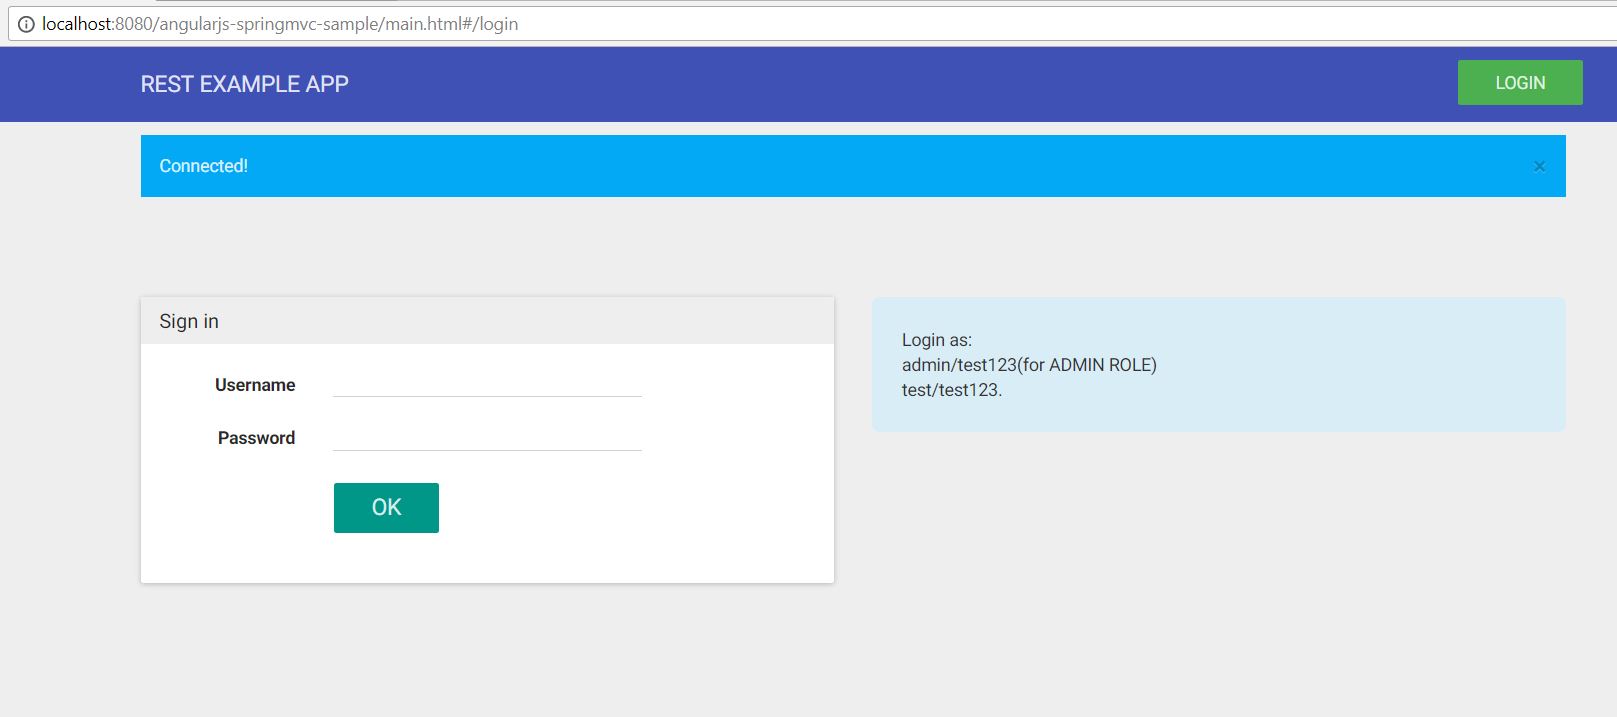 localhost:8080/angularjs-springmvc-sample/main.html#/login
REST EXAMPLE APP
LOGIN
Connected!
×
Sign in
Username
Password
OK
Login as:
admin/test123(for ADMIN ROLE)
test/test123.